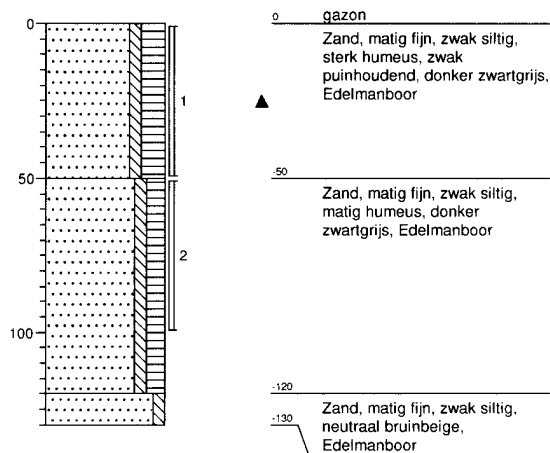 0
gazon
0
Zand, matig fijn, zwak siltig,
sterk humeus, zwak
puinhoudend, donker zwartgrijs,
Edelmanboor
1
50
-50
Zand, matig fijn, zwak siltig,
matig humeus, donker
zwartgrijs, Edelmanboor
2
100
-120
Zand, matig fijn, zwak siltig,
neutraal bruinbeige,
Edelmanboor
-130